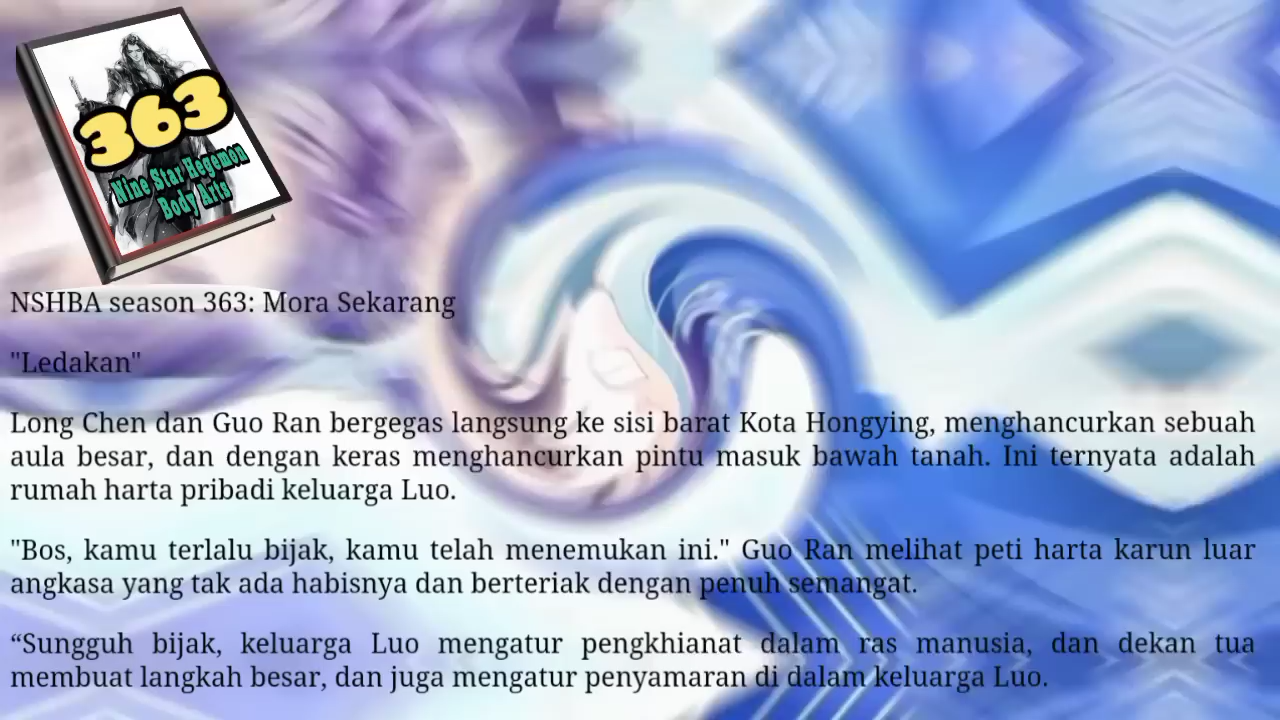 363
Nine Star Hegemon
Body Arts
NSHBA season 363: Mora Sekarang
"Ledakan"
Long Chen dan Guo Ran bergegas langsung ke sisi barat Kota Hongying, menghancurkan sebuah
aula besar, dan dengan keras menghancurkan pintu masuk bawah tanah. Ini ternyata adalah
rumah harta pribadi keluarga Luo.
"Bos, kamu terlalu bijak, kamu telah menemukan ini." Guo Ran melihat peti harta karun luar
angkasa yang tak ada habisnya dan berteriak dengan penuh semangat.
“Sungguh bijak, keluarga Luo mengatur pengkhianat dalam ras manusia, dan dekan tua
membuat langkah besar, dan juga mengatur penyamaran di dalam keluarga Luo.